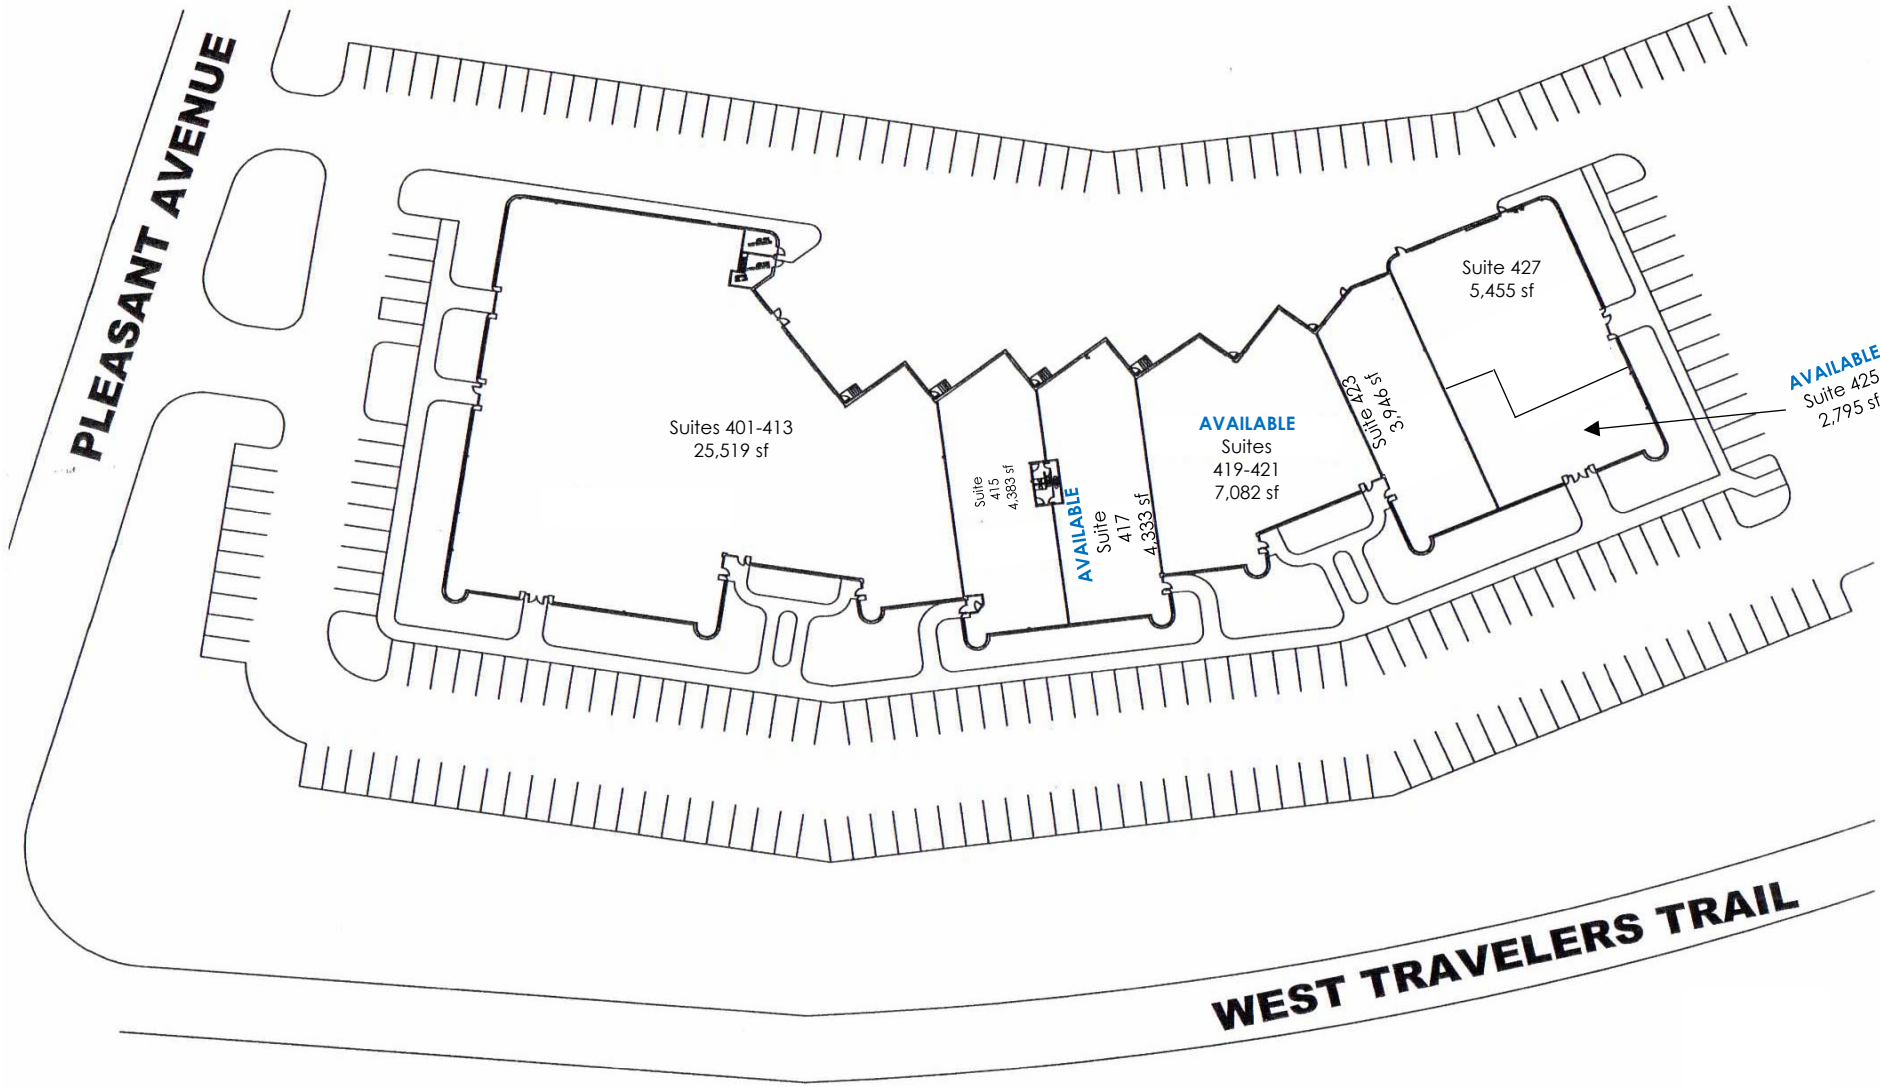 PLEASANT AVENUE
Suites 401-413
25,519 sf
Suite
415
4,383 sf
AVAILABLE
Suite
417
4,333 sf
AVAILABLE
Suites
419-421
7,082 sf
Suite 423
3,946 sf
Suite 427
5,455 sf
AVAILABLE
Suite 425
2,795 sf
WEST TRAVELERS TRAIL